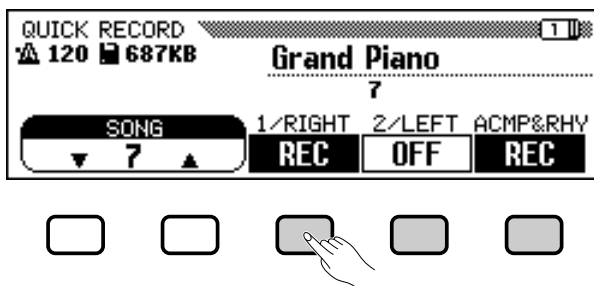 QUICK RECORD 1
120 687KB Grand Piano
7
SONG 1/RIGHT 2/LEFT ACMP&RHY
▼ 7 ▲ REC OFF REC